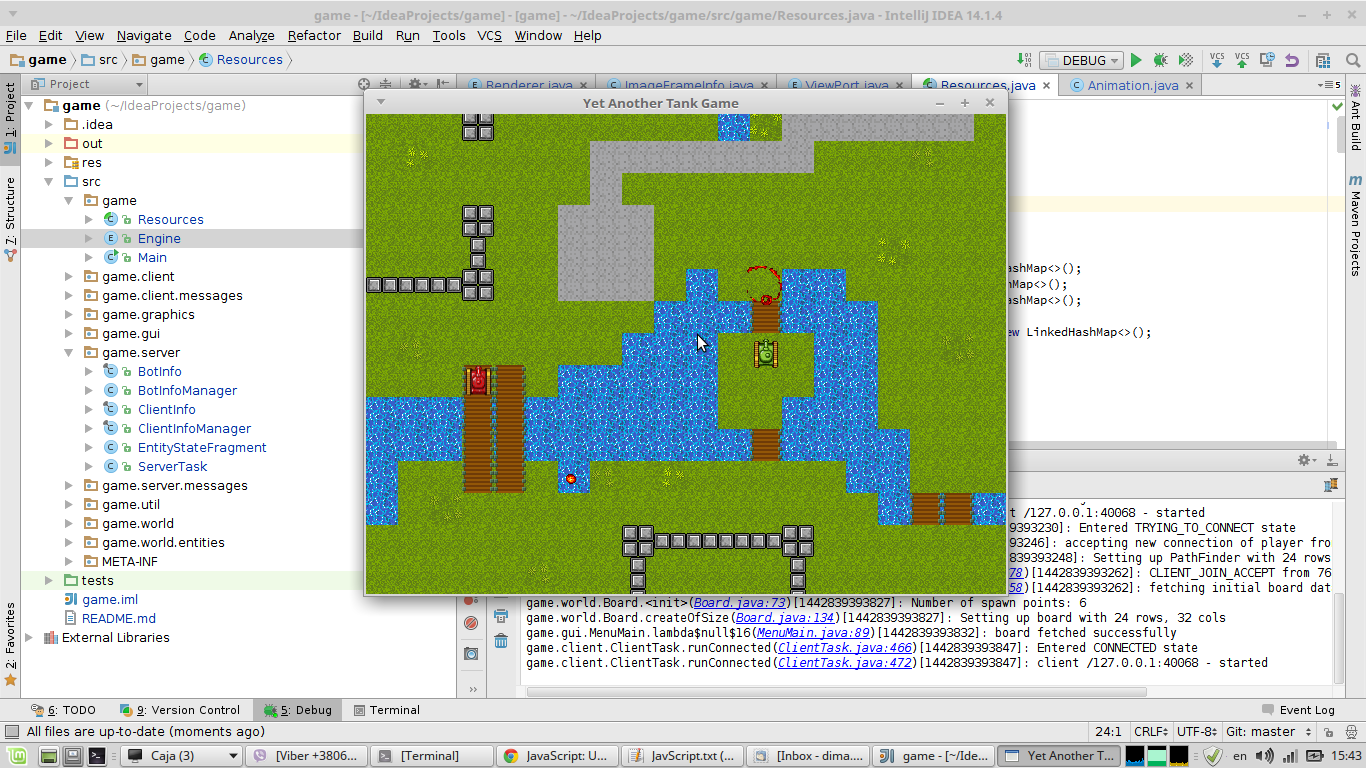 game - [~/IdeaProjects/game] - [game] - ~/IdeaProjects/game/src/game/Resources.java - IntelliJ IDEA 14.1.4
File Edit View Navigate Code Analyze Refactor Build Run Tools VCS Window Help
game src game Resources DEBUG VCS VCS
Project
Renderer.java ImageFrameInfo.java ViewPort.java Resources.java Animation.java 5
Yet Another Tank Game
1: Project
7: Structure
2: Favorites
Ant Build
Maven Projects
game (~/IdeaProjects/game)
.idea
out
res
src
game
Resources
Engine
Main
game.client
game.client.messages
game.graphics
game.gui
game.server
BotInfo
BotInfoManager
ClientInfo
ClientInfoManager
EntityStateFragment
ServerTask
game.server.messages
game.util
game.world
game.world.entities
META-INF
tests
game.iml
README.md
External Libraries
ashMap<>();
Map<>();
ashMap<>();
ew LinkedHashMap<>();
t /127.0.0.1:40068 - started
39393230]: Entered TRYING_TO_CONNECT state
93246]: accepting new connection of player fro
39393248]: Setting up PathFinder with 24 rows
78)[1442839393262]: CLIENT_JOIN_ACCEPT from 76
58)[1442839393262]: fetching initial board dat
game.world.Board.<init>(Board.java:73)[1442839393827]: Number of spawn points: 6
game.world.Board.createOfSize(Board.java:134)[1442839393827]: Setting up board with 24 rows, 32 cols
game.gui.MenuMain.lambda$null$16(MenuMain.java:89)[1442839393832]: board fetched successfully
game.client.ClientTask.runConnected(ClientTask.java:466)[1442839393847]: Entered CONNECTED state
game.client.ClientTask.runConnected(ClientTask.java:472)[1442839393847]: client /127.0.0.1:40068 - started
6: TODO 9: Version Control 5: Debug Terminal Event Log
All files are up-to-date (moments ago) 24:1 CRLF UTF-8 Git: master
Caja (3) [Viber +3806... [Terminal] JavaScript: U... JavScript.txt (... [Inbox - dima.... game - [~/Ide... Yet Another T... en 15:43